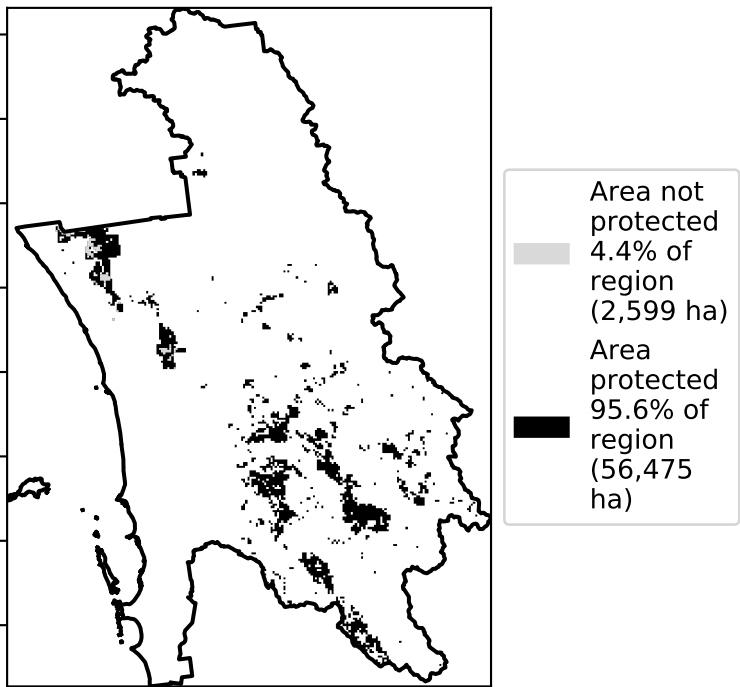 Area not
protected
4.4% of
region
(2,599 ha)
Area
protected
95.6% of
region
(56,475
ha)